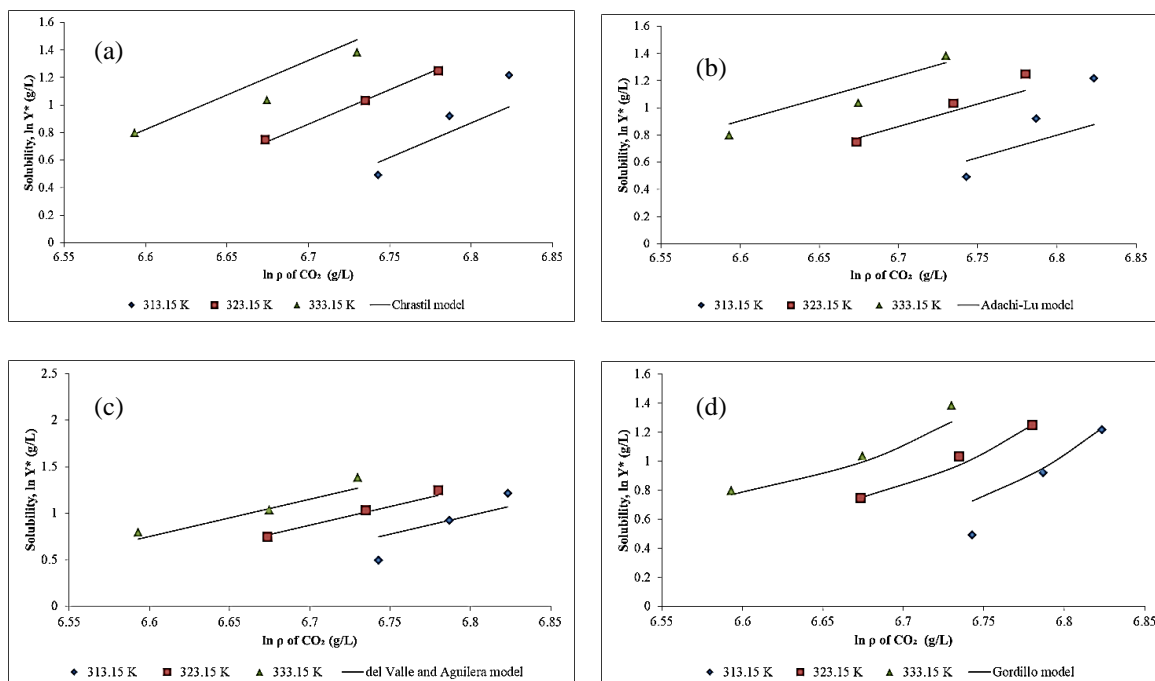 (a)
Solubility, ln Y* (g/L)
1.6
1.4
1.2
1
0.8
0.6
0.4
0.2
0
6.55 6.6 6.65 6.7 6.75 6.8 6.85
ln ρ of CO₂ (g/L)
313.15 K 323.15 K 333.15 K Chrastil model
(b)
Solubility, ln Y* (g/L)
1.6
1.4
1.2
1
0.8
0.6
0.4
0.2
0
6.55 6.6 6.65 6.7 6.75 6.8 6.85
ln ρ of CO₂ (g/L)
313.15 K 323.15 K 333.15 K Adachi-Lu model
(c)
Solubility, ln Y* (g/L)
2.5
2
1.5
1
0.5
0
6.55 6.6 6.65 6.7 6.75 6.8 6.85
ln ρ of CO₂ (g/L)
313.15 K 323.15 K 333.15 K del Valle and Aguilera model
(d)
Solubility, ln Y* (g/L)
1.6
1.4
1.2
1
0.8
0.6
0.4
0.2
0
6.55 6.6 6.65 6.7 6.75 6.8 6.85
ln ρ of CO₂ (g/L)
313.15 K 323.15 K 333.15 K Gordillo model